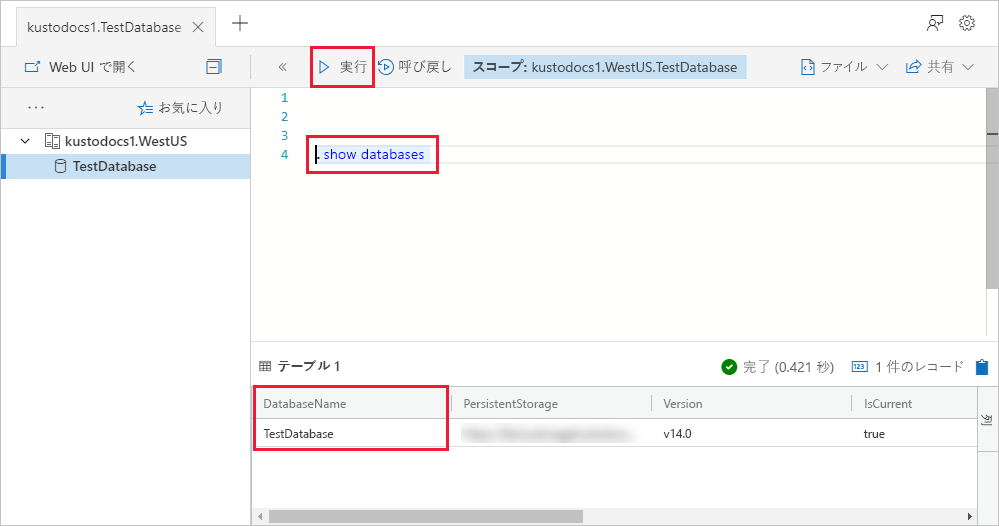 kustodocs1.TestDatabase
Web UI で開く
実行
呼び戻し
スコープ: kustodocs1.WestUS.TestDatabase
ファイル
共有
お気に入り
kustodocs1.WestUS
TestDatabase
1
2
3
4 . show databases
テーブル 1
完了 (0.421 秒)
123
1 件のレコード
DatabaseName PersistentStorage Version IsCurrent
TestDatabase v14.0 true
列